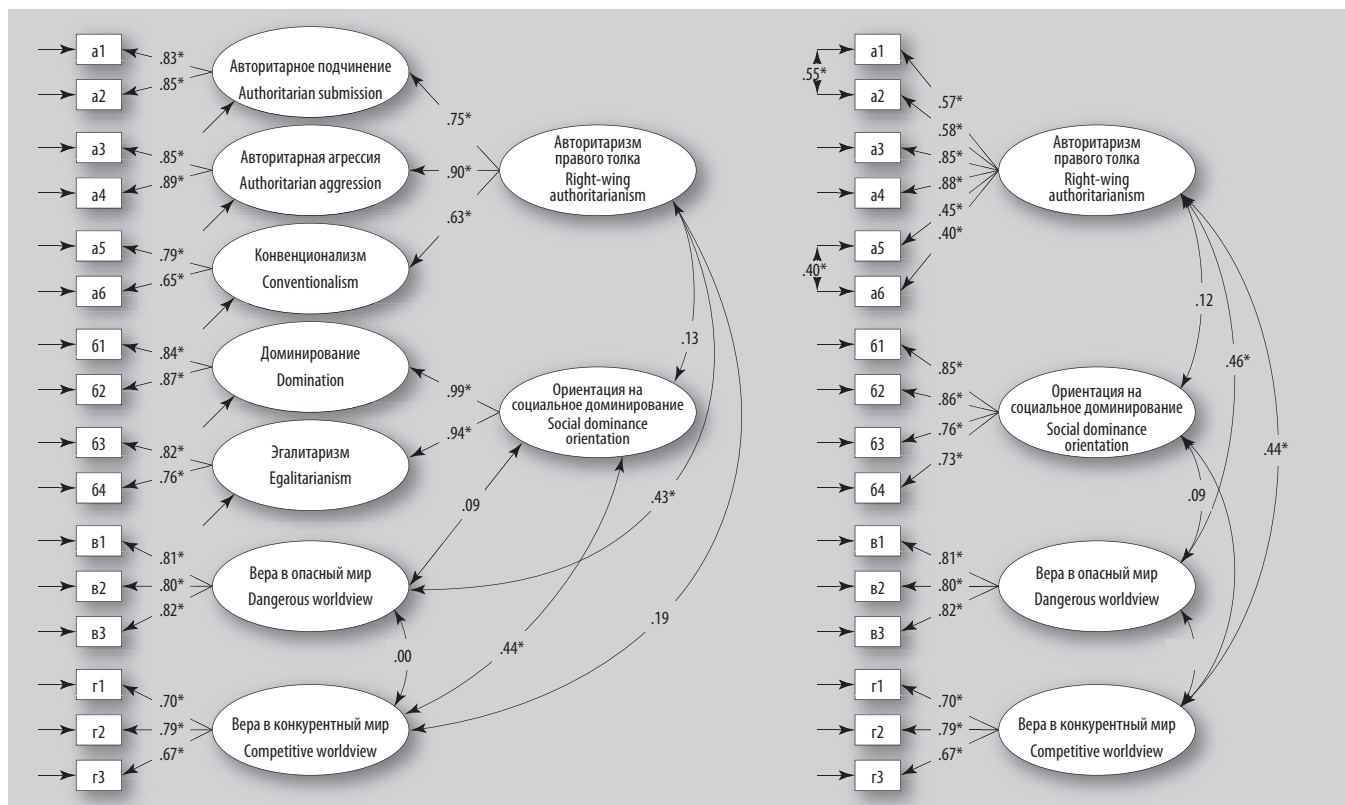 а1
.83*
а2
.85*
Авторитарное подчинение
Authoritarian submission
а3
.85*
а4
.89*
Авторитарная агрессия
Authoritarian aggression
а5
.79*
а6
.65*
Конвенционализм
Conventionalism
б1
.84*
б2
.87*
Доминирование
Domination
б3
.82*
б4
.76*
Эгалитаризм
Egalitarianism
в1
.81*
в2
.80*
в3
.82*
Вера в опасный мир
Dangerous worldview
г1
.70*
г2
.79*
г3
.67*
Вера в конкурентный мир
Competitive worldview
.75*
.90*
.63*
Авторитаризм
правого толка
Right-wing
authoritarianism
.99*
.94*
Ориентация на
социальное доминирование
Social dominance
orientation
.13
.09
.43*
.00
.44*
.19
а1
.55*
а2
а3
а4
а5
.40*
а6
.57*
.58*
.85*
.88*
.45*
.40*
Авторитаризм
правого толка
Right-wing
authoritarianism
б1
б2
б3
б4
.85*
.86*
.76*
.73*
Ориентация на
социальное доминирование
Social dominance
orientation
в1
.81*
в2
.80*
в3
.82*
Вера в опасный мир
Dangerous worldview
г1
.70*
г2
.79*
г3
.67*
Вера в конкурентный мир
Competitive worldview
.12
.46*
.44*
.09